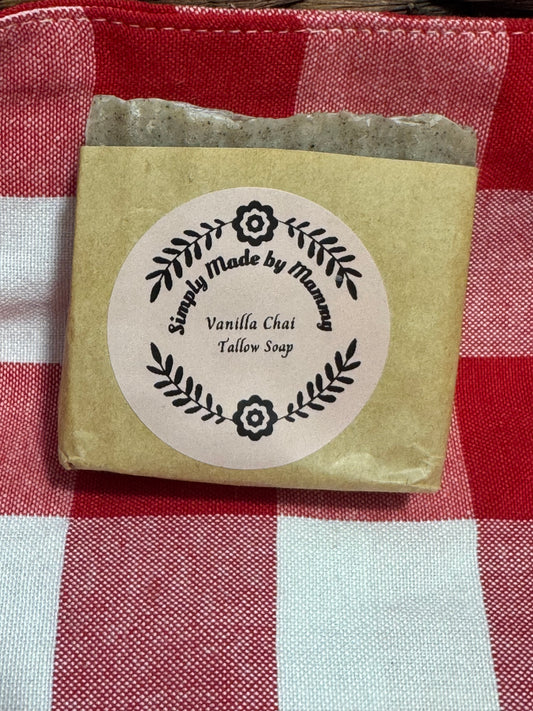 Simply Made by Mammy
Vanilla Chai
Tallow Soap